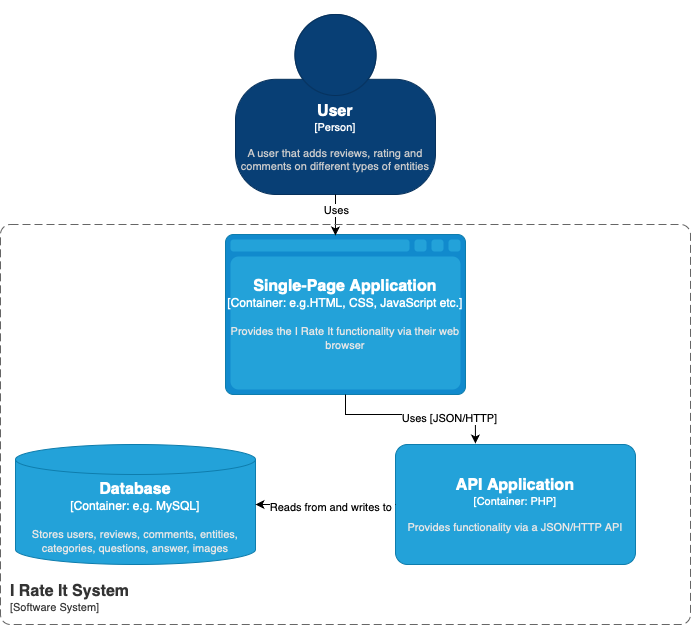 User
[Person]
A user that adds reviews, rating and
comments on different types of entities
Uses
Single-Page Application
[Container: e.g.HTML, CSS, JavaScript etc.]
Provides the I Rate It functionality via their web
browser
Uses [JSON/HTTP]
Database
[Container: e.g. MySQL]
Stores users, reviews, comments, entities,
categories, questions, answer, images
Reads from and writes to
API Application
[Container: PHP]
Provides functionality via a JSON/HTTP API
I Rate It System
[Software System]